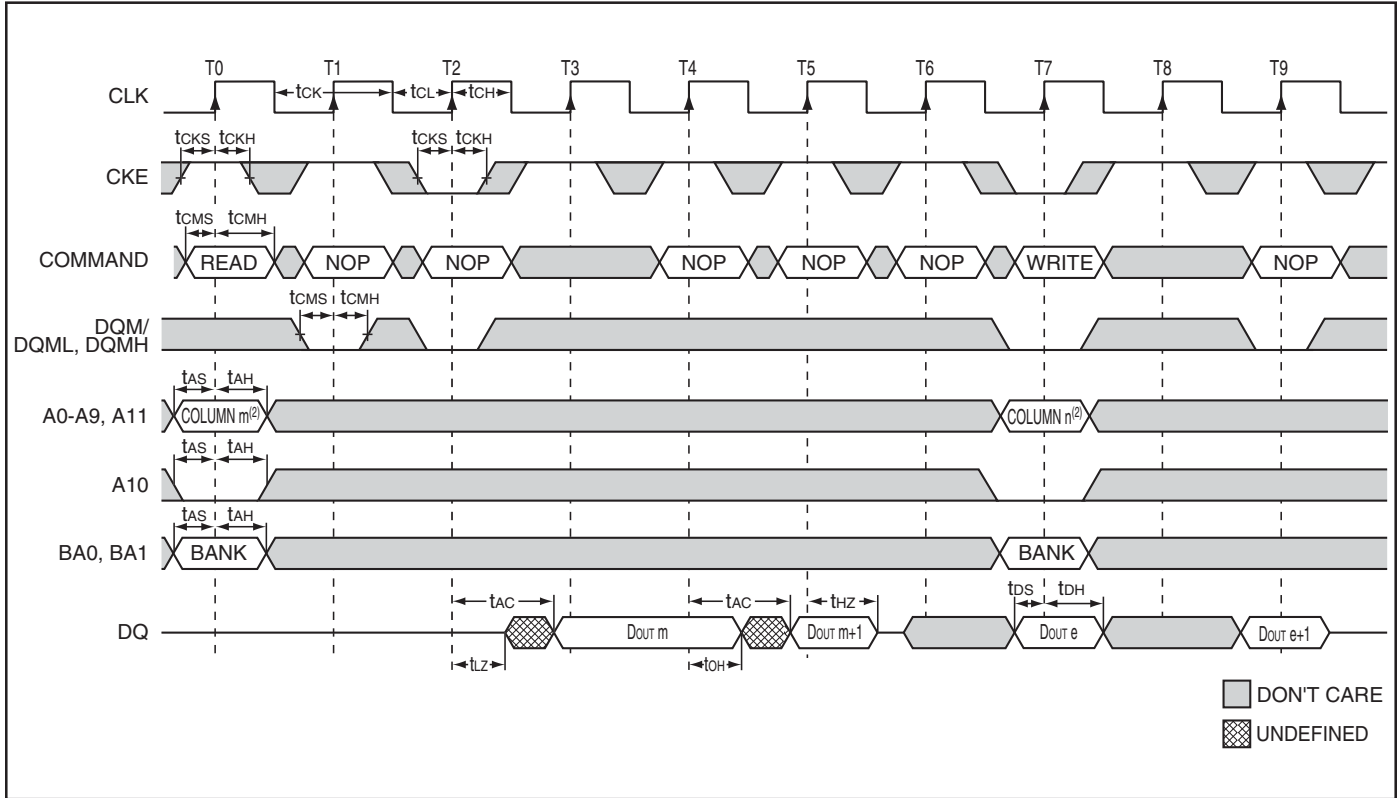 T0 T1 T2 T3 T4 T5 T6 T7 T8 T9
CLK tCK tCL tCH
tCKS tCKH tCKS tCKH
CKE
tCMS tCMH
COMMAND READ NOP NOP NOP NOP NOP WRITE NOP
tCMS tCMH
DQM/
DQML, DQMH
tAS tAH
A0-A9, A11 COLUMN m(2) COLUMN n(2)
tAS tAH
A10
tAS tAH
BA0, BA1 BANK BANK
tAC tAC tHZ tDS tDH
DQ DOUT m DOUT m+1 DOUT e DOUT e+1
tLZ tOH
DON'T CARE
UNDEFINED